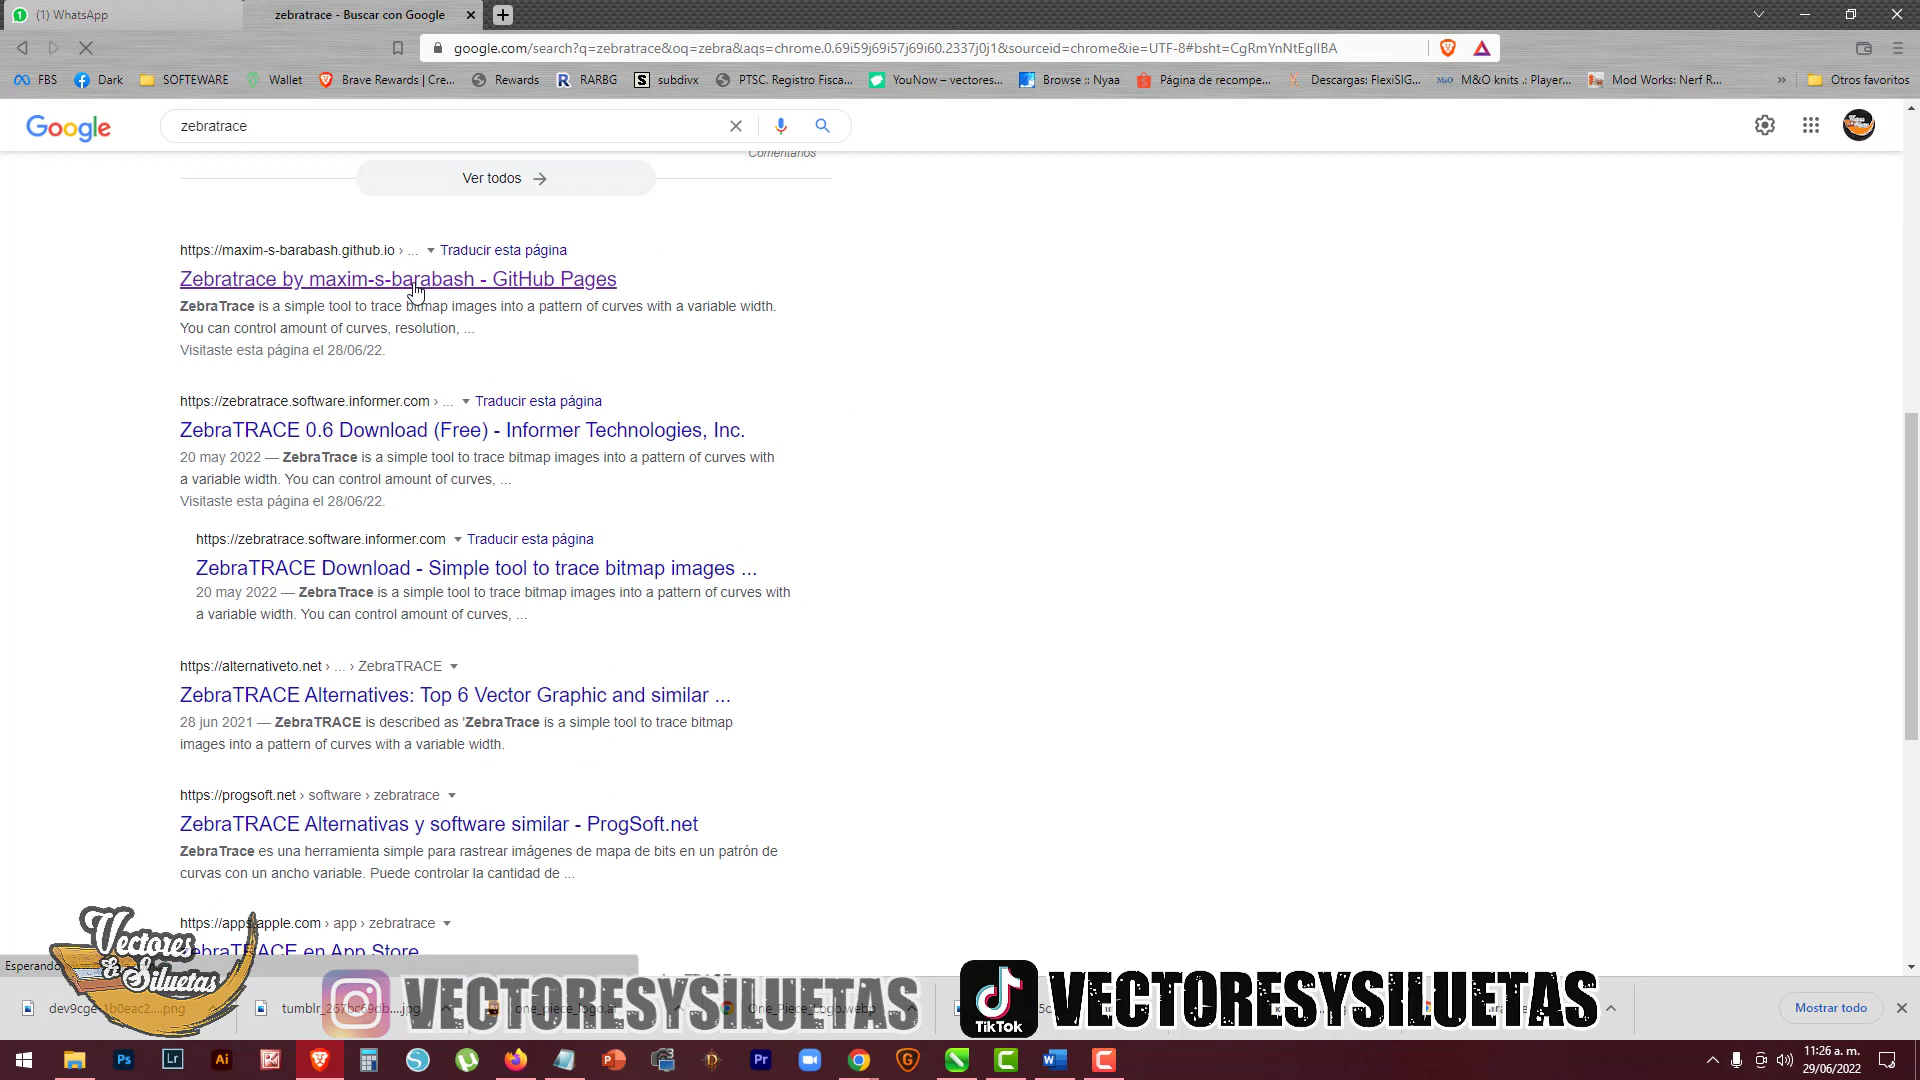 (1) WhatsApp
zebratrace - Buscar con Google
google.com/search?q=zebratrace&oq=zebra&aqs=chrome.0.69i59j69i57j69i60.2337j0j1&sourceid=chrome&ie=UTF-8#bsht=CgRmYnNtEgIIBA
FBS Dark SOFTEWARE Wallet Brave Rewards | Cre... Rewards RARBG subdivx PTSC. Registro Fisca... YouNow – vectores... Browse :: Nyaa Página de recompe... Descargas: FlexiSIG... M&O knits .: Player... Mod Works: Nerf R... » Otros favoritos
Google
zebratrace
Comentarios
Ver todos
https://maxim-s-barabash.github.io › ... Traducir esta página
Zebratrace by maxim-s-barabash - GitHub Pages
ZebraTrace is a simple tool to trace bitmap images into a pattern of curves with a variable width.
You can control amount of curves, resolution, ...
Visitaste esta página el 28/06/22.
https://zebratrace.software.informer.com › ... Traducir esta página
ZebraTRACE 0.6 Download (Free) - Informer Technologies, Inc.
20 may 2022 — ZebraTrace is a simple tool to trace bitmap images into a pattern of curves with
a variable width. You can control amount of curves, ...
Visitaste esta página el 28/06/22.
https://zebratrace.software.informer.com Traducir esta página
ZebraTRACE Download - Simple tool to trace bitmap images ...
20 may 2022 — ZebraTrace is a simple tool to trace bitmap images into a pattern of curves with
a variable width. You can control amount of curves, ...
https://alternativeto.net › ... › ZebraTRACE
ZebraTRACE Alternatives: Top 6 Vector Graphic and similar ...
28 jun 2021 — ZebraTRACE is described as 'ZebraTrace is a simple tool to trace bitmap
images into a pattern of curves with a variable width.
https://progsoft.net › software › zebratrace
ZebraTRACE Alternativas y software similar - ProgSoft.net
ZebraTrace es una herramienta simple para rastrear imágenes de mapa de bits en un patrón de
curvas con un ancho variable. Puede controlar la cantidad de ...
https://apps.apple.com › app › zebratrace
ZebraTRACE en App Store
Vectores
&
Siluetas
Esperando
VECTORESYSILUETAS
TikTok
VECTORESYSILUETAS
one_piece_logo.ai
One_Piece_Logo.webp
Mostrar todo
Ps Lr Ai Pr
11:26 a. m.
29/06/2022